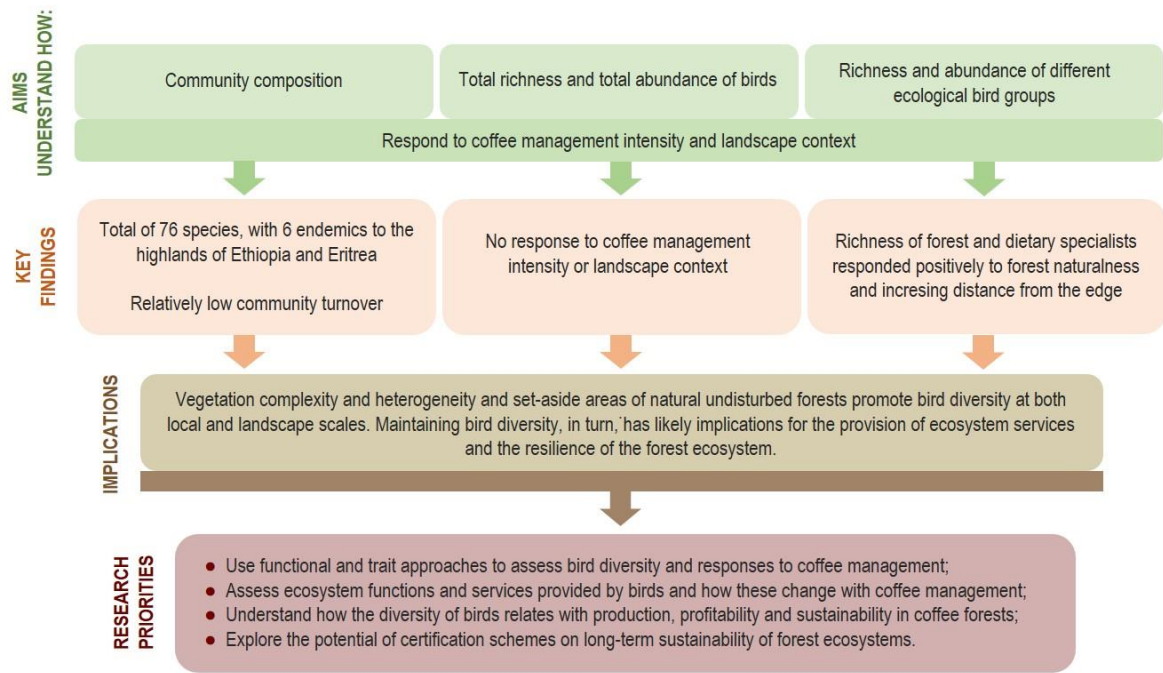 AIMS
UNDERSTAND HOW:
Community composition
Total richness and total abundance of birds
Richness and abundance of different
ecological bird groups
Respond to coffee management intensity and landscape context
KEY
FINDINGS
Total of 76 species, with 6 endemics to the
highlands of Ethiopia and Eritrea
Relatively low community turnover
No response to coffee management
intensity or landscape context
Richness of forest and dietary specialists
responded positively to forest naturalness
and incresing distance from the edge
IMPLICATIONS
Vegetation complexity and heterogeneity and set-aside areas of natural undisturbed forests promote bird diversity at both
local and landscape scales. Maintaining bird diversity, in turn, has likely implications for the provision of ecosystem services
and the resilience of the forest ecosystem.
RESEARCH
PRIORITIES
● Use functional and trait approaches to assess bird diversity and responses to coffee management;
● Assess ecosystem functions and services provided by birds and how these change with coffee management;
● Understand how the diversity of birds relates with production, profitability and sustainability in coffee forests;
● Explore the potential of certification schemes on long-term sustainability of forest ecosystems.